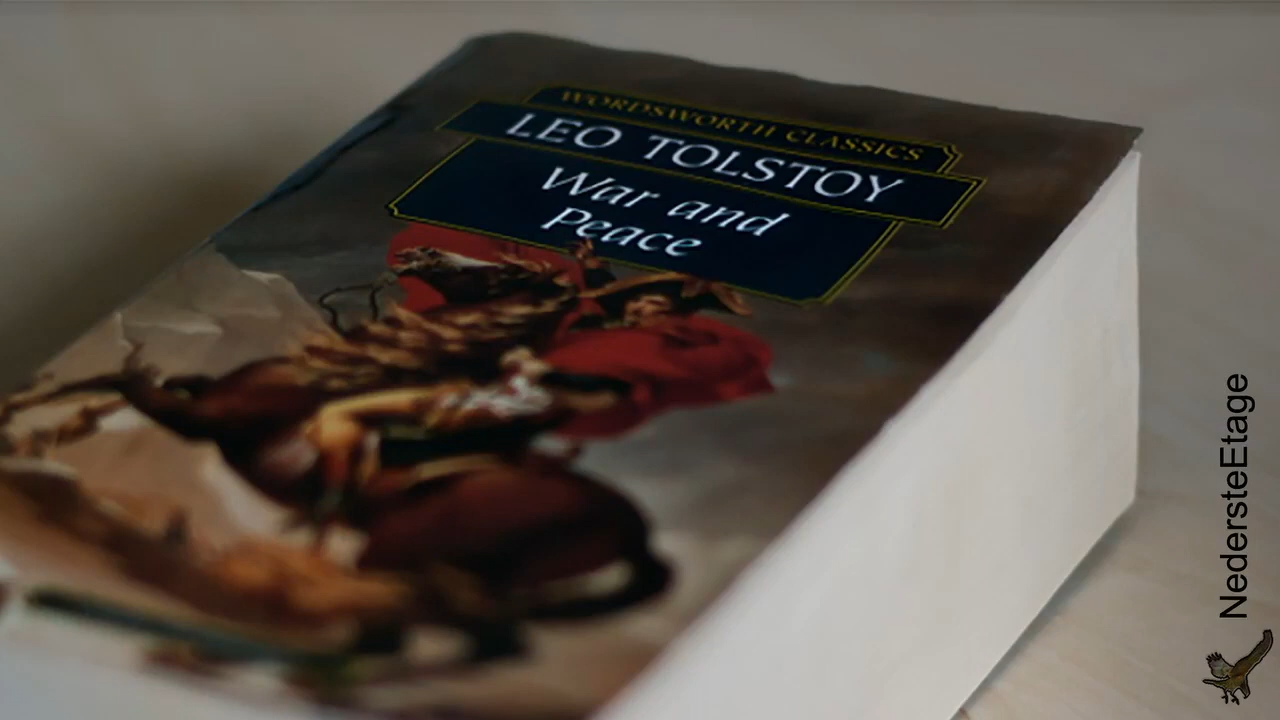 WORDSWORTH CLASSICS
LEO TOLSTOY
War and
Peace
NedersteEtage